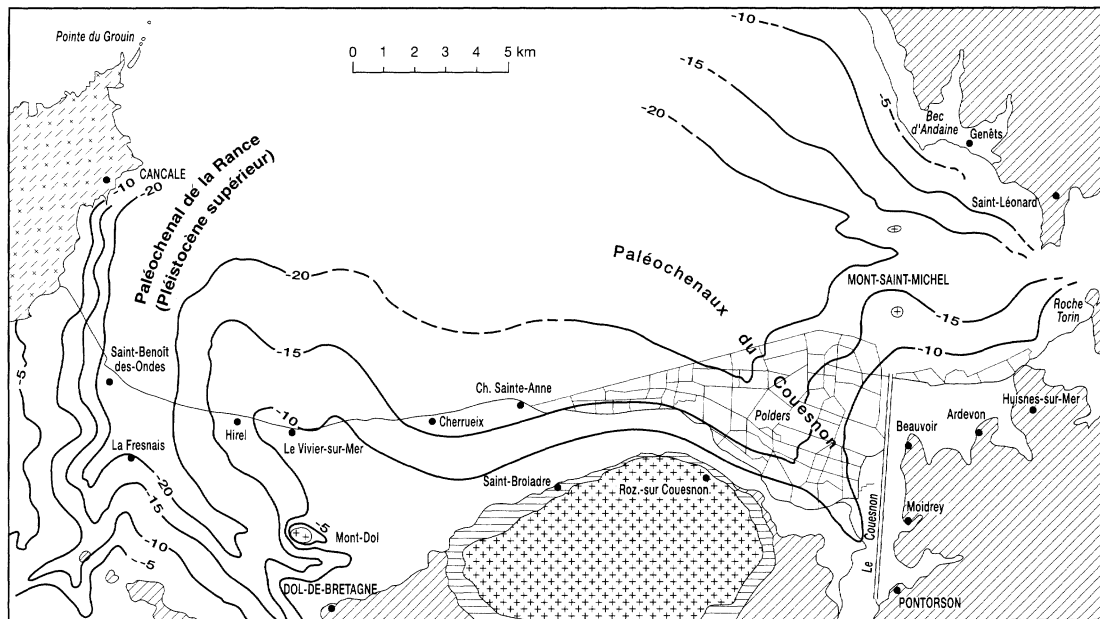 Pointe du Grouin
0 1 2 3 4 5 km
-10
-15
-20
-5
Bec
d'Andaine
Genêts
Saint-Léonard
CANCALE
-10
-20
Paléochenal de la Rance
(Pléistocène supérieur)
Paléochenaux
du
Couesnon
-20
MONT-SAINT-MICHEL
-15
Roche
Torin
-10
-15
-5
Saint-Benoît
des-Ondes
Ch. Sainte-Anne
Polders
Huisnes-sur-Mer
Ardevon
Beauvoir
-10
Hirel
Le Vivier-sur-Mer
Cherrueix
La Fresnais
Saint-Broladre
Roz.-sur Couesnon
-20
-15
-10
-5
Le Couesnon
Moidrey
-5
Mont-Dol
DOL-DE-BRETAGNE
PONTORSON